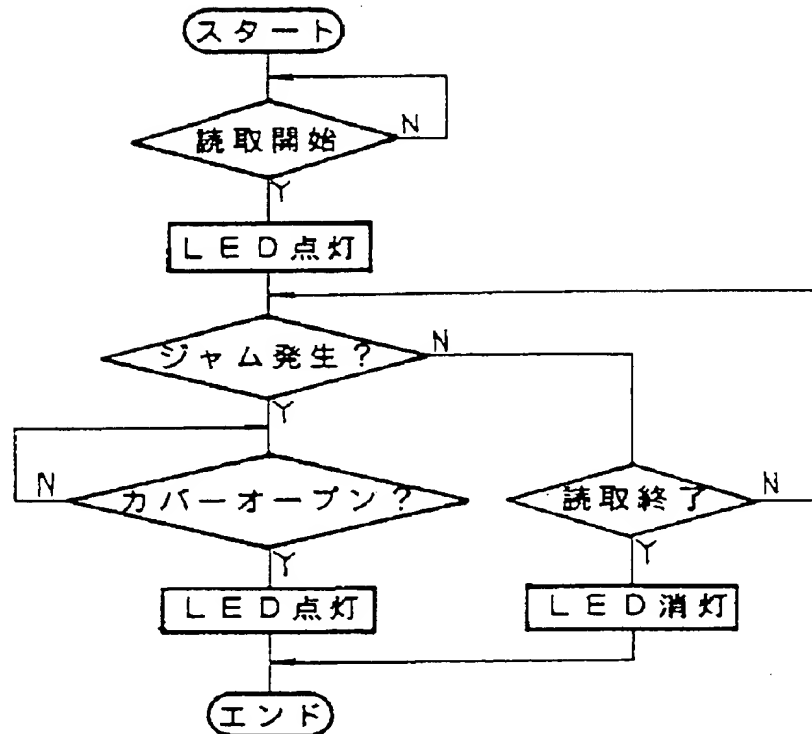 スタート
読取開始
N
Y
LED点灯
ジャム発生?
N
Y
カバーオープン?
N
Y
読取終了
N
Y
LED点灯
LED消灯
エンド